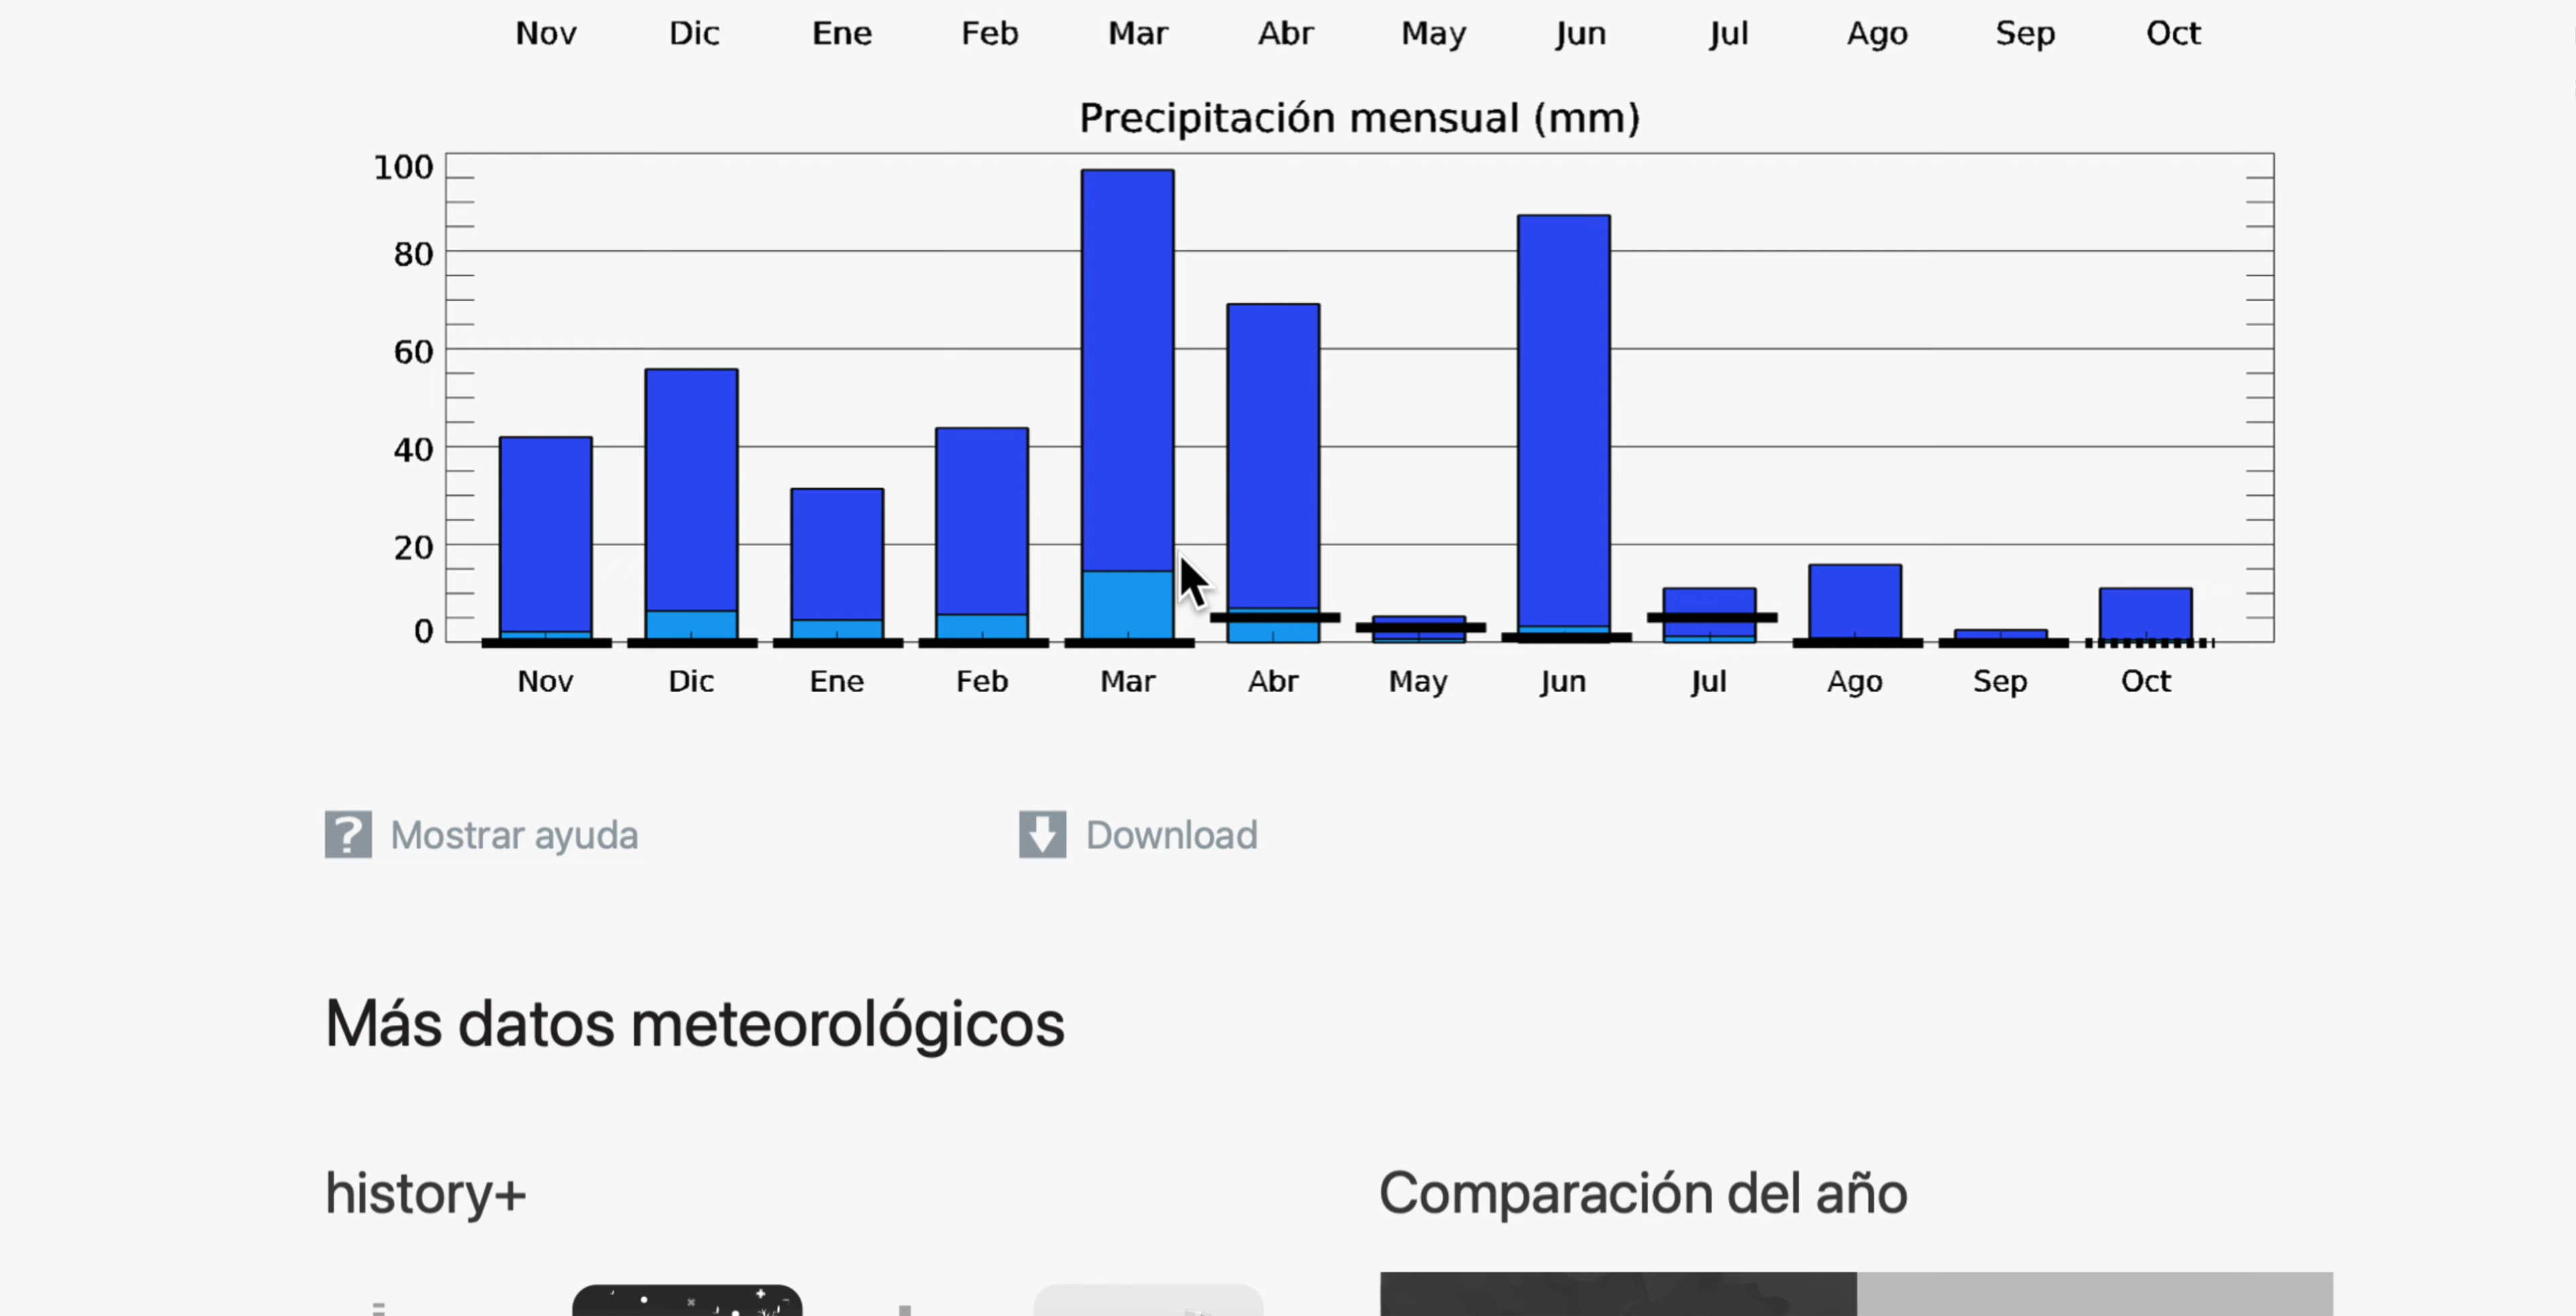 Nov Dic Ene Feb Mar Abr May Jun Jul Ago Sep Oct
Precipitación mensual (mm)
100
80
60
40
20
0
Nov Dic Ene Feb Mar Abr May Jun Jul Ago Sep Oct
? Mostrar ayuda
Download
Más datos meteorológicos
history+
Comparación del año